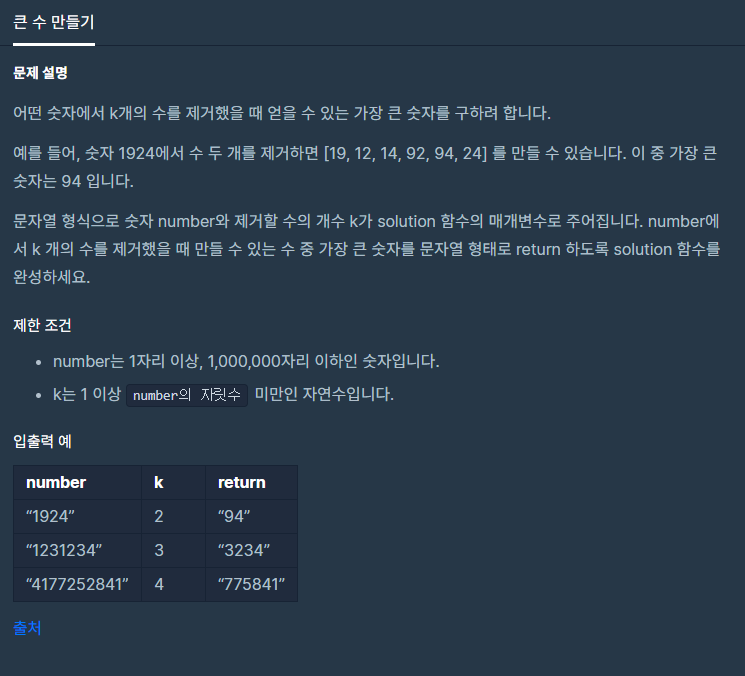 큰 수 만들기
문제 설명
어떤 숫자에서 k개의 수를 제거했을 때 얻을 수 있는 가장 큰 숫자를 구하려 합니다.
예를 들어, 숫자 1924에서 수 두 개를 제거하면 [19, 12, 14, 92, 94, 24] 를 만들 수 있습니다. 이 중 가장 큰
숫자는 94 입니다.
문자열 형식으로 숫자 number와 제거할 수의 개수 k가 solution 함수의 매개변수로 주어집니다. number에
서 k 개의 수를 제거했을 때 만들 수 있는 수 중 가장 큰 숫자를 문자열 형태로 return 하도록 solution 함수를
완성하세요.
제한 조건
• number는 1자리 이상, 1,000,000자리 이하인 숫자입니다.
• k는 1 이상 number의 자릿수 미만인 자연수입니다.
입출력 예
number k return
“1924” 2 “94”
“1231234” 3 “3234”
“4177252841” 4 “775841”
출처